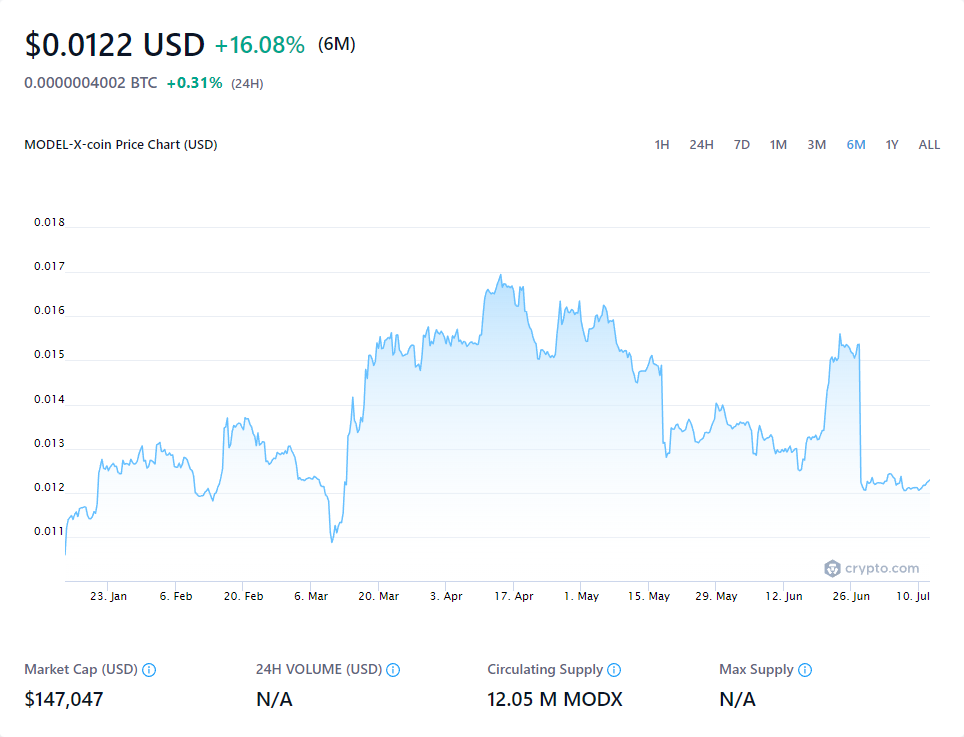 $0.0122 USD +16.08% (6M)
0.0000004002 BTC +0.31% (24H)
MODEL-X-coin Price Chart (USD) 1H 24H 7D 1M 3M 6M 1Y ALL
0.018
0.017
0.016
0.015
0.014
0.013
0.012
0.011
crypto.com
23. Jan 6. Feb 20. Feb 6. Mar 20. Mar 3. Apr 17. Apr 1. May 15. May 29. May 12. Jun 26. Jun 10. Jul
Market Cap (USD) 24H VOLUME (USD) Circulating Supply Max Supply
$147,047 N/A 12.05 M MODX N/A